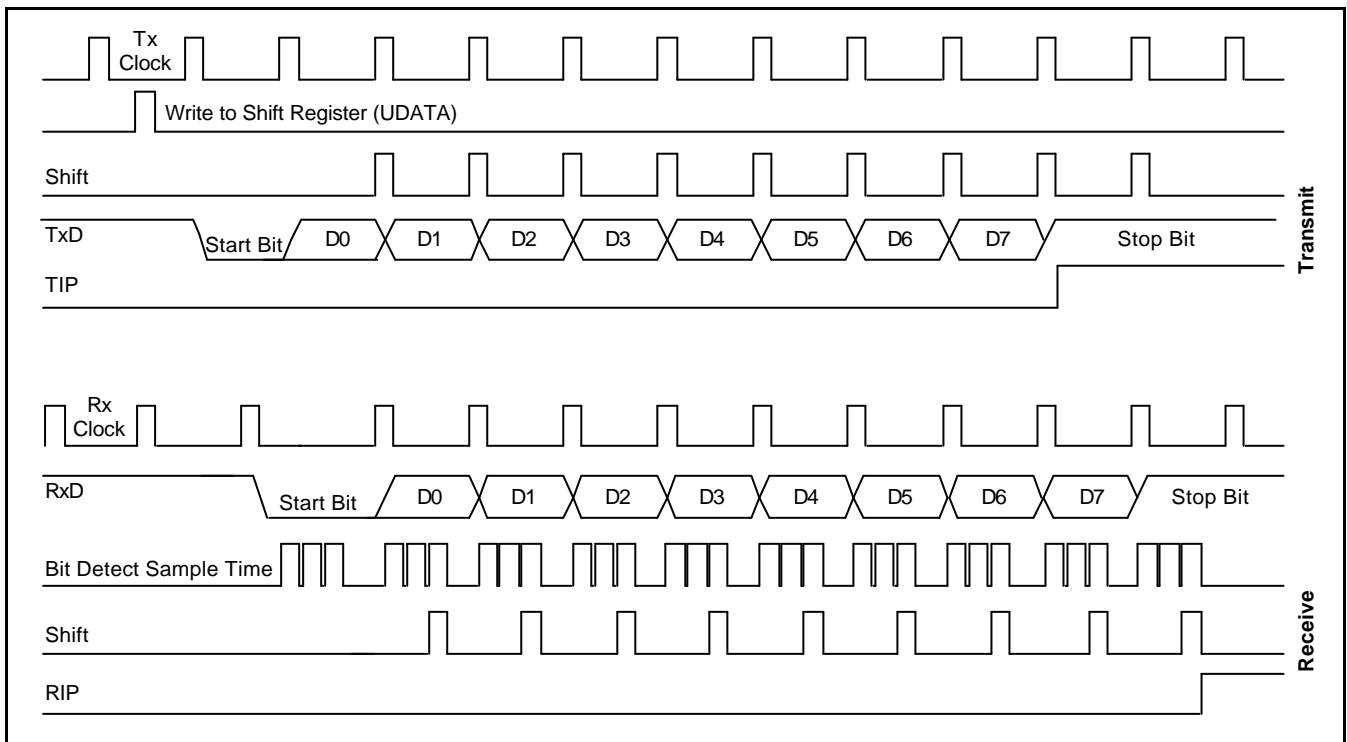 Tx
Clock
Write to Shift Register (UDATA)
Shift
TxD
Start Bit
D0
D1
D2
D3
D4
D5
D6
D7
Stop Bit
TIP
Transmit
Rx
Clock
RxD
Start Bit
D0
D1
D2
D3
D4
D5
D6
D7
Stop Bit
Bit Detect Sample Time
Shift
RIP
Receive